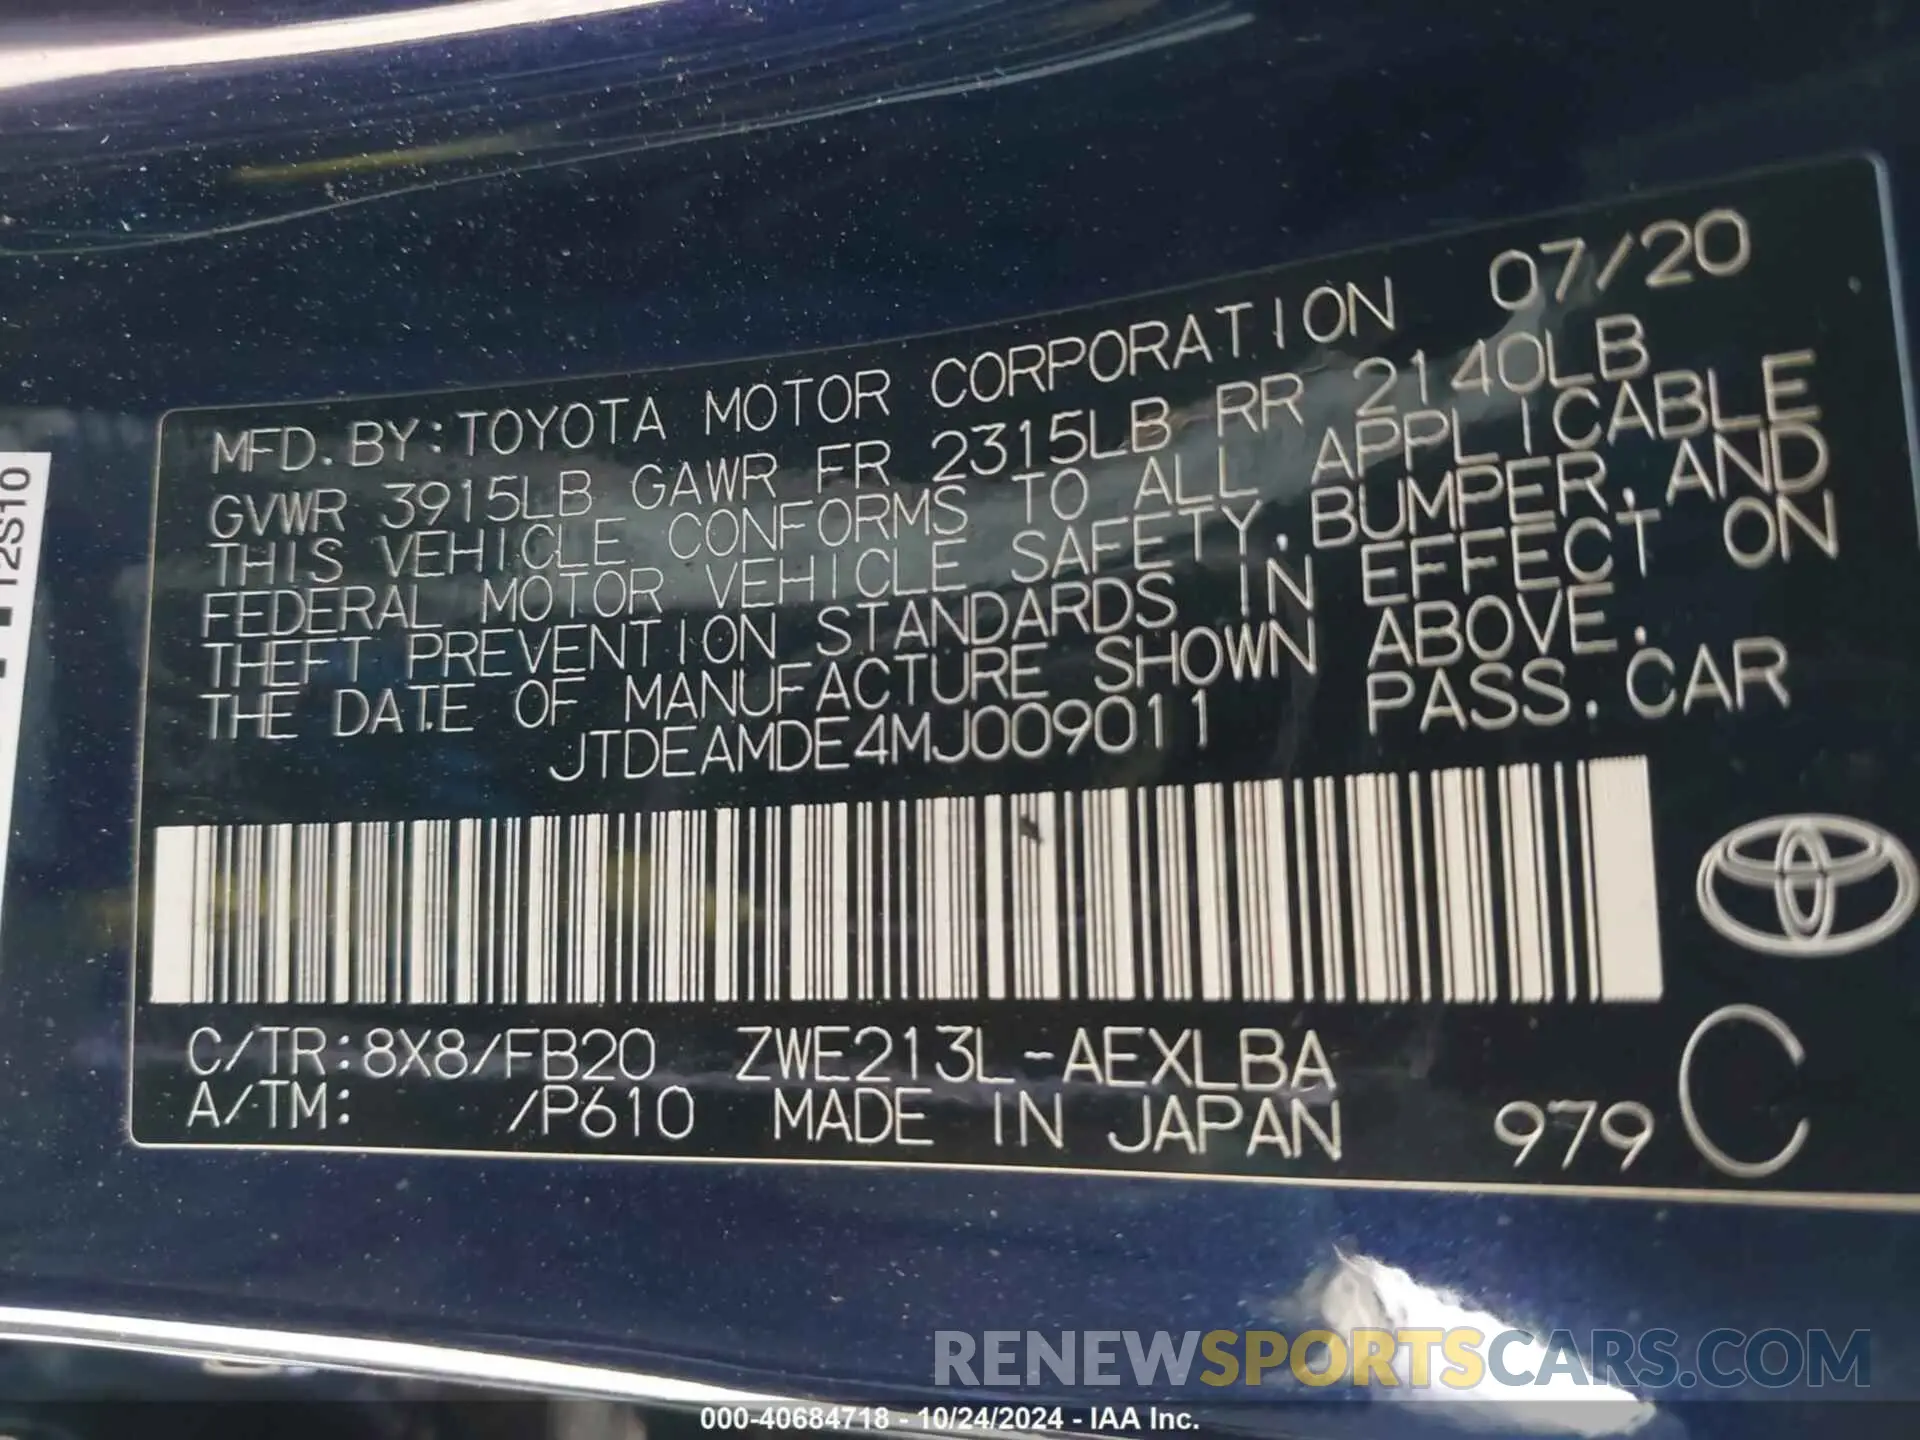 MFD. BY: TOYOTA MOTOR CORPORATION 07/20
GVWR 3915LB GAWR FR 2315LB RR 2140LB
THIS VEHICLE CONFORMS TO ALL APPLICABLE
FEDERAL MOTOR VEHICLE SAFETY, BUMPER, AND
THEFT PREVENTION STANDARDS IN EFFECT ON
THE DATE OF MANUFACTURE SHOWN ABOVE.
JTDEAMDE4MJ009011 PASS. CAR
C/TR: 8X8/FB20 ZWE213L-AEXLBA
A/TM: /P610 MADE IN JAPAN 979 C
12S10
RENEWSPORTSCARS.COM
000-40684718 - 10/24/2024 - IAA Inc.